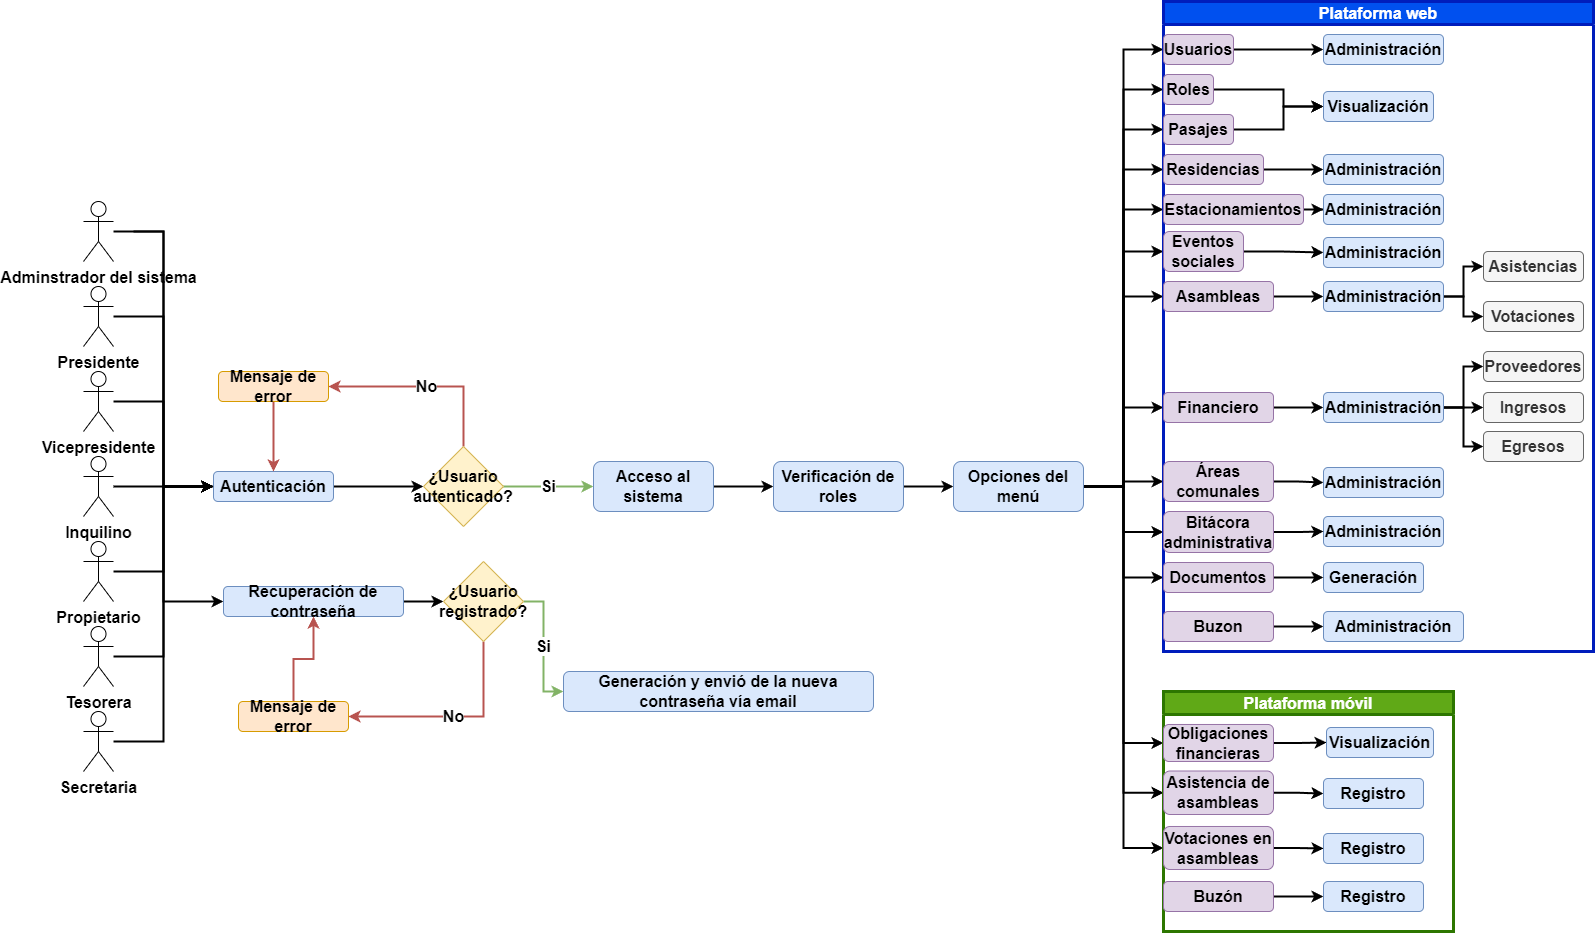 Plataforma web
Usuarios
Administración
Roles
Visualización
Pasajes
Residencias
Administración
Estacionamientos
Administración
Eventos
sociales
Administración
Asambleas
Administración
Asistencias
Votaciones
Financiero
Administración
Proveedores
Ingresos
Egresos
Áreas
comunales
Administración
Bitácora
administrativa
Administración
Documentos
Generación
Buzon
Administración
Adminstrador del sistema
Presidente
Vicepresidente
Inquilino
Propietario
Tesorera
Secretaria
Mensaje de
error
No
Autenticación
¿Usuario
autenticado?
Si
Acceso al
sistema
Verificación de
roles
Opciones del
menú
Recuperación de
contraseña
¿Usuario
registrado?
Si
Generación y envió de la nueva
contraseña vía email
Mensaje de
error
No
Plataforma móvil
Obligaciones
financieras
Visualización
Asistencia de
asambleas
Registro
Votaciones en
asambleas
Registro
Buzón
Registro